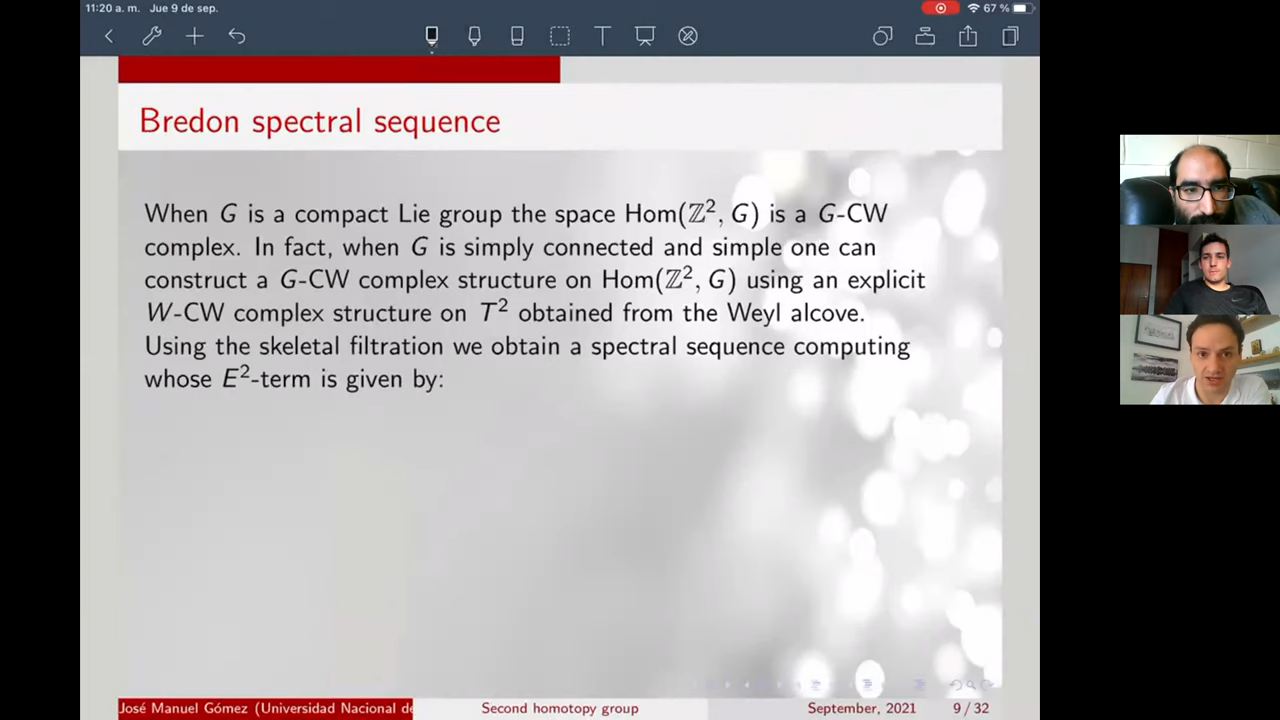 11:20 a. m. Jue 9 de sep.
67 %
Bredon spectral sequence
When G is a compact Lie group the space Hom(ℤ², G) is a G-CW
complex. In fact, when G is simply connected and simple one can
construct a G-CW complex structure on Hom(ℤ², G) using an explicit
W-CW complex structure on T² obtained from the Weyl alcove.
Using the skeletal filtration we obtain a spectral sequence computing
whose E²-term is given by:
José Manuel Gómez (Universidad Nacional de
Second homotopy group
September, 2021
9 / 32